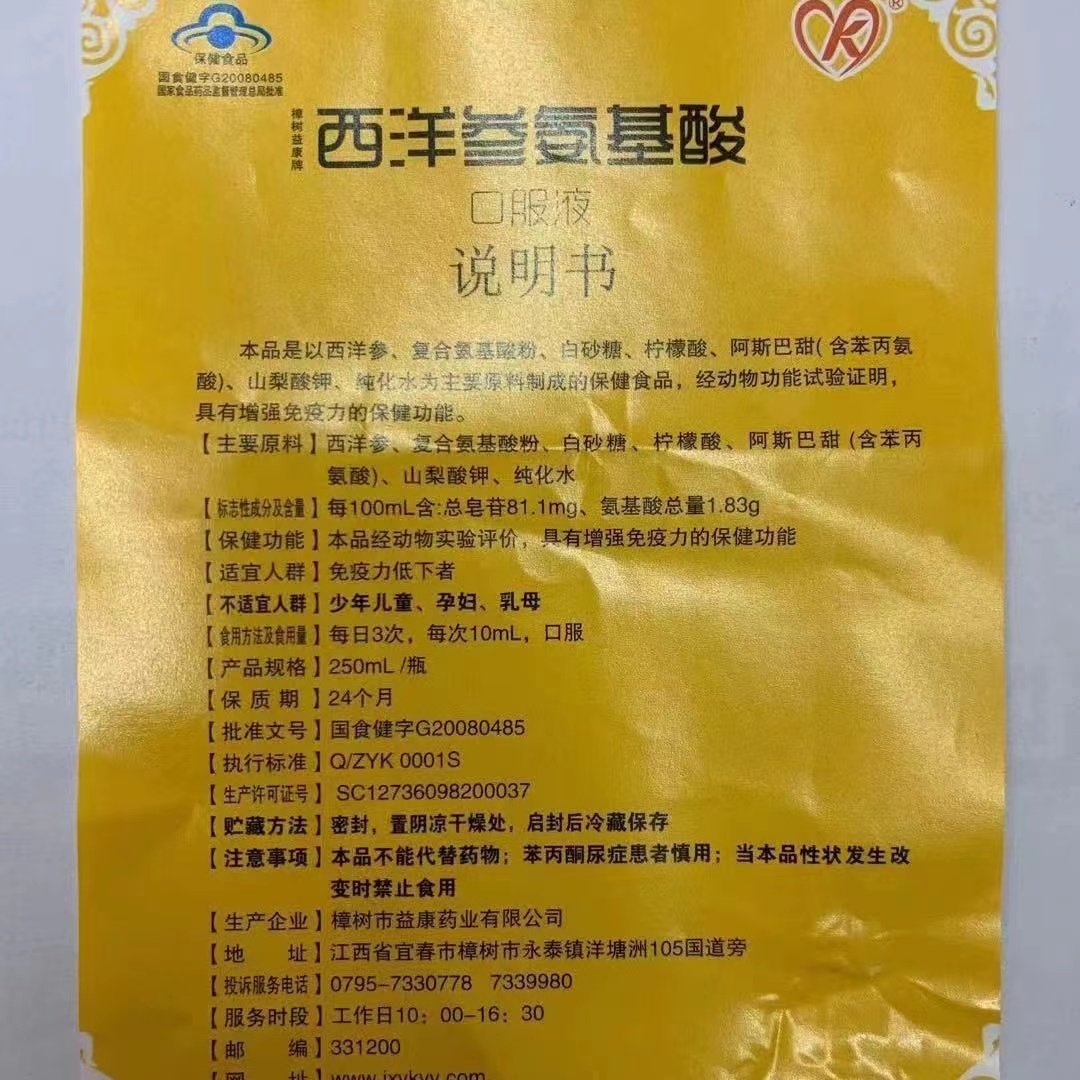 保健食品
国食健字G20080485
国家食品药品监督管理总局批准
K®
樟树益康牌
西洋参氨基酸
口服液
说明书
本品是以西洋参、复合氨基酸粉、白砂糖、柠檬酸、阿斯巴甜(含苯丙氨
酸)、山梨酸钾、纯化水为主要原料制成的保健食品，经动物功能试验证明，
具有增强免疫力的保健功能。
【主要原料】西洋参、复合氨基酸粉、白砂糖、柠檬酸、阿斯巴甜(含苯丙
氨酸)、山梨酸钾、纯化水
【标志性成分及含量】每100mL含:总皂苷81.1mg、氨基酸总量1.83g
【保健功能】本品经动物实验评价，具有增强免疫力的保健功能
【适宜人群】免疫力低下者
【不适宜人群】少年儿童、孕妇、乳母
【食用方法及食用量】每日3次，每次10mL，口服
【产品规格】250mL /瓶
【保质期】24个月
【批准文号】国食健字G20080485
【执行标准】Q/ZYK 0001S
【生产许可证号】SC12736098200037
【贮藏方法】密封，置阴凉干燥处，启封后冷藏保存
【注意事项】本品不能代替药物；苯丙酮尿症患者慎用；当本品性状发生改
变时禁止食用
【生产企业】樟树市益康药业有限公司
【地 址】江西省宜春市樟树市永泰镇洋塘洲105国道旁
【投诉服务电话】0795-7330778 7339980
【服务时段】工作日10：00-16：30
【邮 编】331200
【网 址】www.jxykyy.com